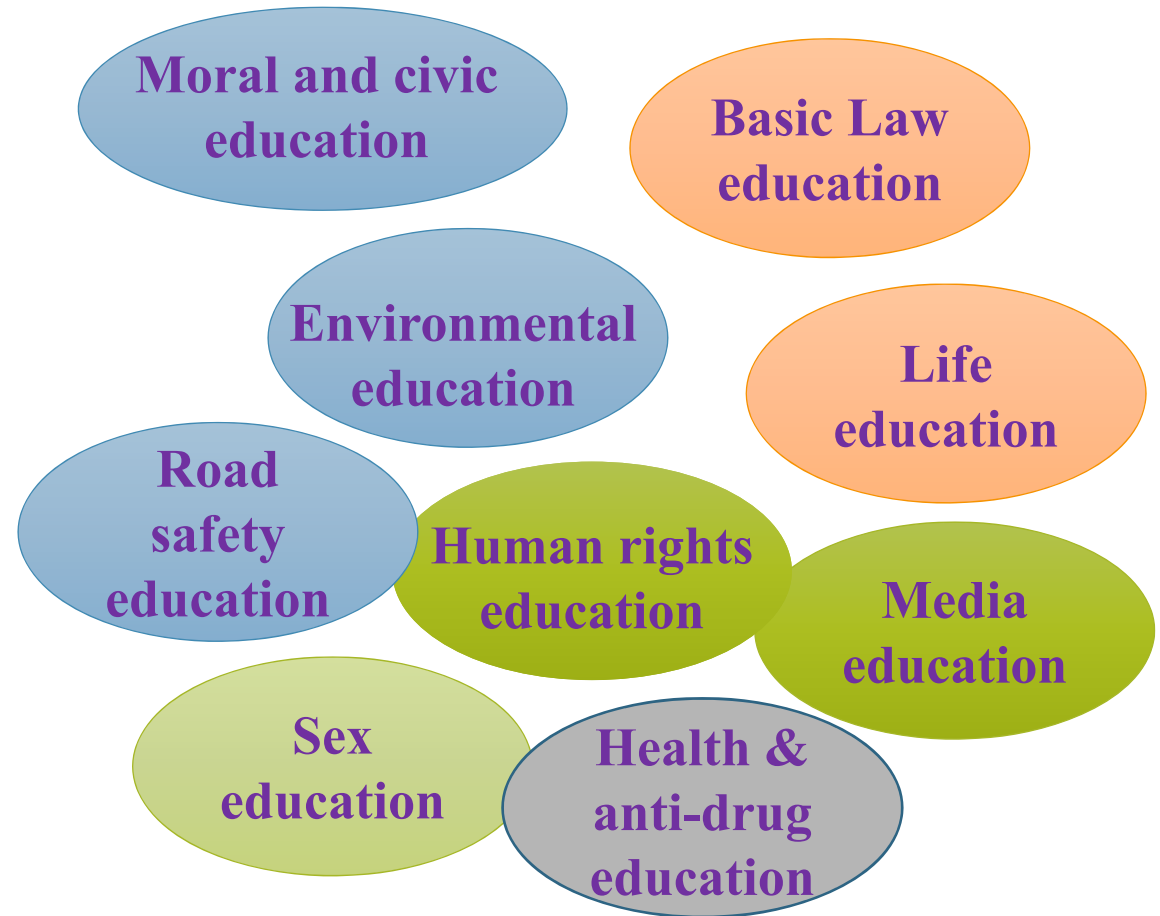 Moral and civic
education
Basic Law
education
Environmental
education
Life
education
Road
safety
education
Human rights
education
Media
education
Sex
education
Health &
anti-drug
education